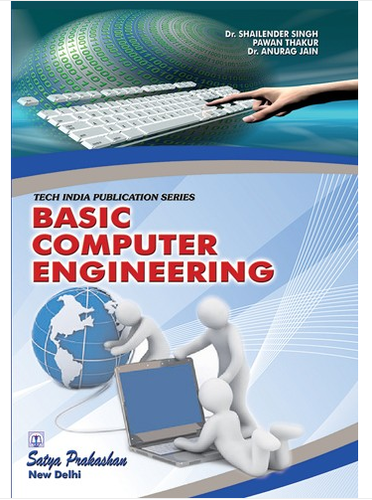 Dr. SHAILENDER SINGH
PAWAN THAKUR
Dr. ANURAG JAIN
TECH INDIA PUBLICATION SERIES
BASIC
COMPUTER
ENGINEERING
Satya Prakashan
New Delhi